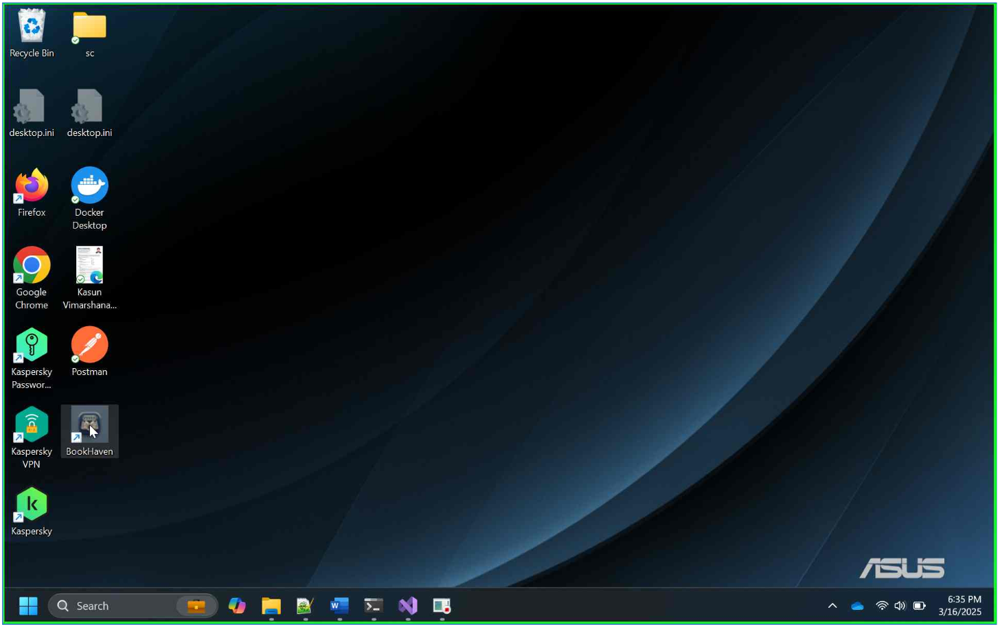 Recycle Bin
sc
desktop.ini
desktop.ini
Firefox
Docker
Desktop
Google
Chrome
Kasun
Vimarshana...
Kaspersky
Passwor...
Postman
Kaspersky
VPN
BookHaven
Kaspersky
ASUS
Search
6:35 PM
3/16/2025